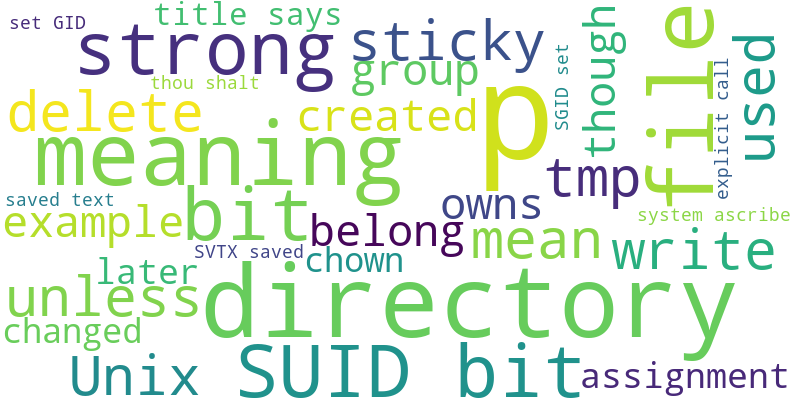 set GID
title says
strong
sticky
though
file
used
thou shalt
group
SGID set
explicit call
delete
created
p
meaning
tmp
saved text
bit
owns
example
belong
mean
system ascribe
SVTX saved
chown
write
later
unless
directory
changed
Unix
SUID bit
assignment